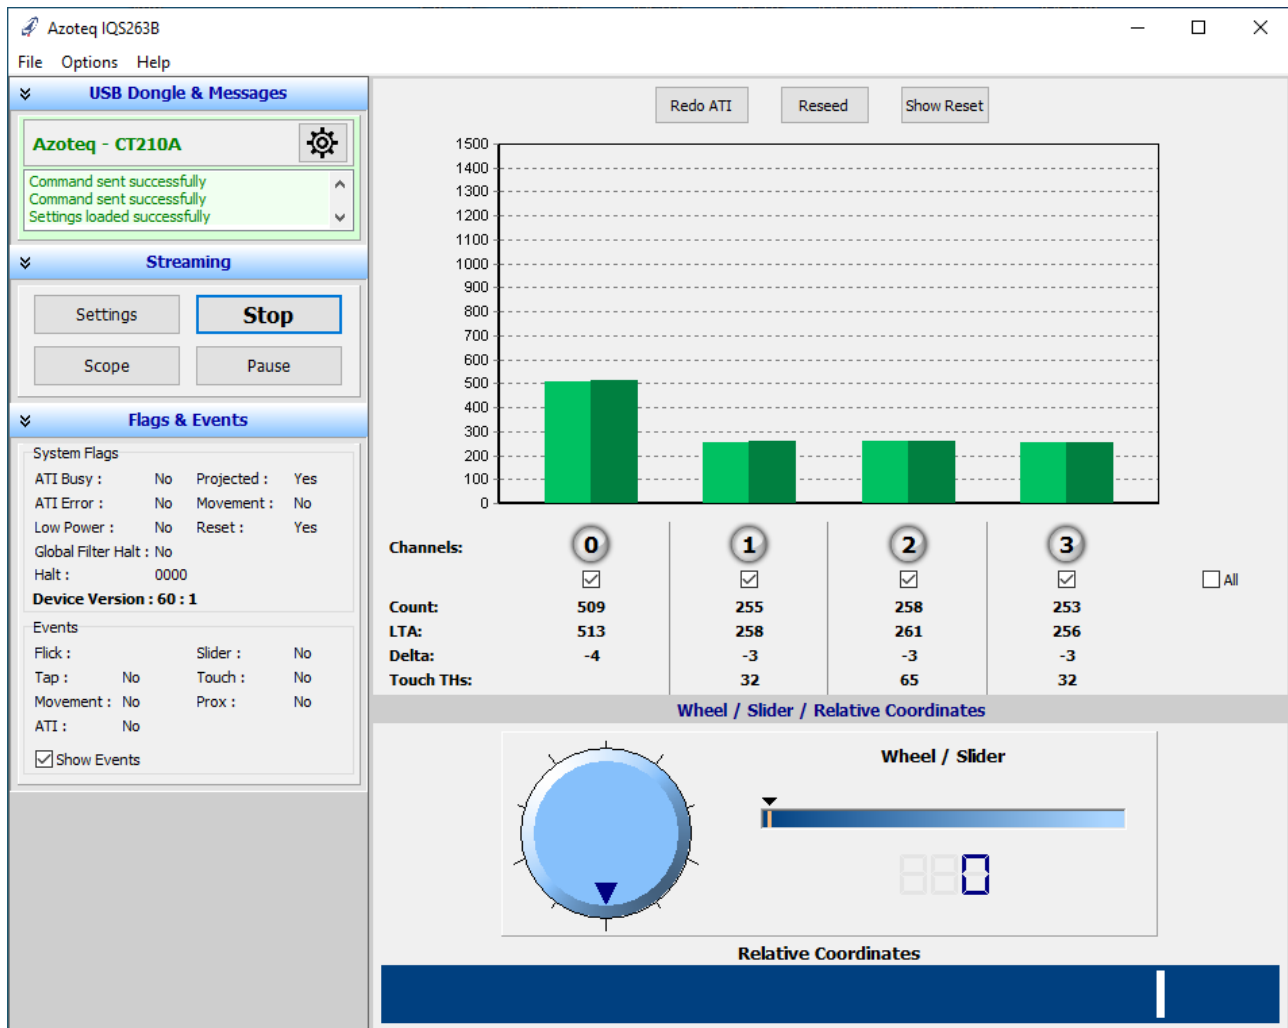 Azoteq IQS263B
File Options Help
USB Dongle & Messages
Azoteq - CT210A
Command sent successfully
Command sent successfully
Settings loaded successfully
Streaming
Settings Stop
Scope Pause
Flags & Events
System Flags
ATI Busy : No Projected : Yes
ATI Error : No Movement : No
Low Power : No Reset : Yes
Global Filter Halt : No
Halt : 0000
Device Version : 60 : 1
Events
Flick : Slider : No
Tap : No Touch : No
Movement : No Prox : No
ATI : No
Show Events
Redo ATI Reseed Show Reset
1500
1400
1300
1200
1100
1000
900
800
700
600
500
400
300
200
100
0
Channels: 0 1 2 3
All
Count: 509 255 258 253
LTA: 513 258 261 256
Delta: -4 -3 -3 -3
Touch THs: 32 65 32
Wheel / Slider / Relative Coordinates
Wheel / Slider
0
Relative Coordinates